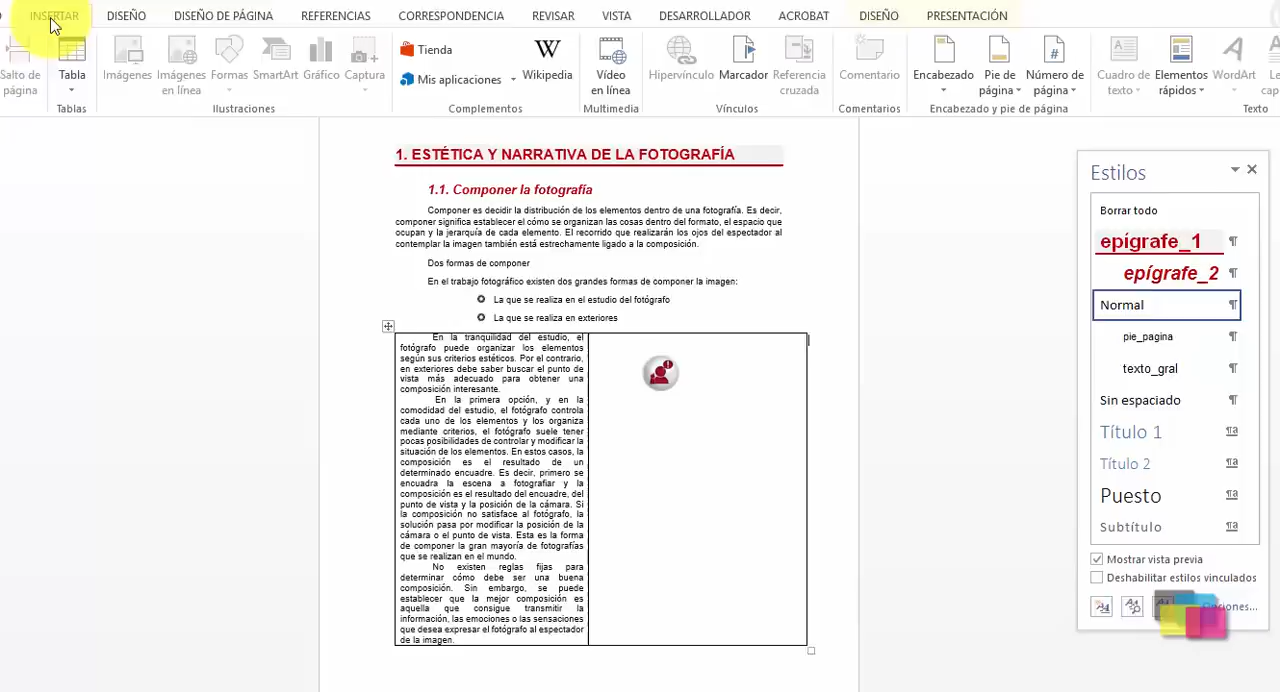 INSERTAR DISEÑO DISEÑO DE PÁGINA REFERENCIAS CORRESPONDENCIA REVISAR VISTA DESARROLLADOR ACROBAT DISEÑO PRESENTACIÓN
Salto de página
Tabla
Imágenes
Imágenes en línea
Formas
SmartArt
Gráfico
Captura
Tienda
Mis aplicaciones
W
Wikipedia
Vídeo en línea
Hipervínculo
Marcador
Referencia cruzada
Comentario
Encabezado
Pie de página
Número de página
Cuadro de texto
Elementos rápidos
WordArt
Tablas Ilustraciones Complementos Multimedia Vínculos Comentarios Encabezado y pie de página Texto
1. ESTÉTICA Y NARRATIVA DE LA FOTOGRAFÍA
1.1. Componer la fotografía
Componer es decidir la distribución de los elementos dentro de una fotografía. Es decir,
componer significa establecer el cómo se organizan las cosas dentro del formato, el espacio que
ocupan y la jerarquía de cada elemento. El recorrido que realizarán los ojos del espectador al
contemplar la imagen también está estrechamente ligado a la composición.
Dos formas de componer
En el trabajo fotográfico existen dos grandes formas de componer la imagen:
La que se realiza en el estudio del fotógrafo
La que se realiza en exteriores
En la tranquilidad del estudio, el
fotógrafo puede organizar los elementos
según sus criterios estéticos. Por el contrario,
en exteriores debe saber buscar el punto de
vista más adecuado para obtener una
composición interesante.
En la primera opción, y en la
comodidad del estudio, el fotógrafo controla
cada uno de los elementos y los organiza
mediante criterios, el fotógrafo suele tener
pocas posibilidades de controlar y modificar la
situación de los elementos. En estos casos, la
composición es el resultado de un
determinado encuadre. Es decir, primero se
encuadra la escena a fotografiar y la
composición es el resultado del encuadre, del
punto de vista y la posición de la cámara. Si
la composición no satisface al fotógrafo, la
solución pasa por modificar la posición de la
cámara o el punto de vista. Esta es la forma
de componer la gran mayoría de fotografías
que se realizan en el mundo.
No existen reglas fijas para
determinar cómo debe ser una buena
composición. Sin embargo, se puede
establecer que la mejor composición es
aquella que consigue transmitir la
información, las emociones o las sensaciones
que desea expresar el fotógrafo al espectador
de la imagen.
Estilos
Borrar todo
epígrafe_1
epígrafe_2
Normal
pie_pagina
texto_gral
Sin espaciado
Título 1
Título 2
Puesto
Subtítulo
Mostrar vista previa
Deshabilitar estilos vinculados
Opciones...